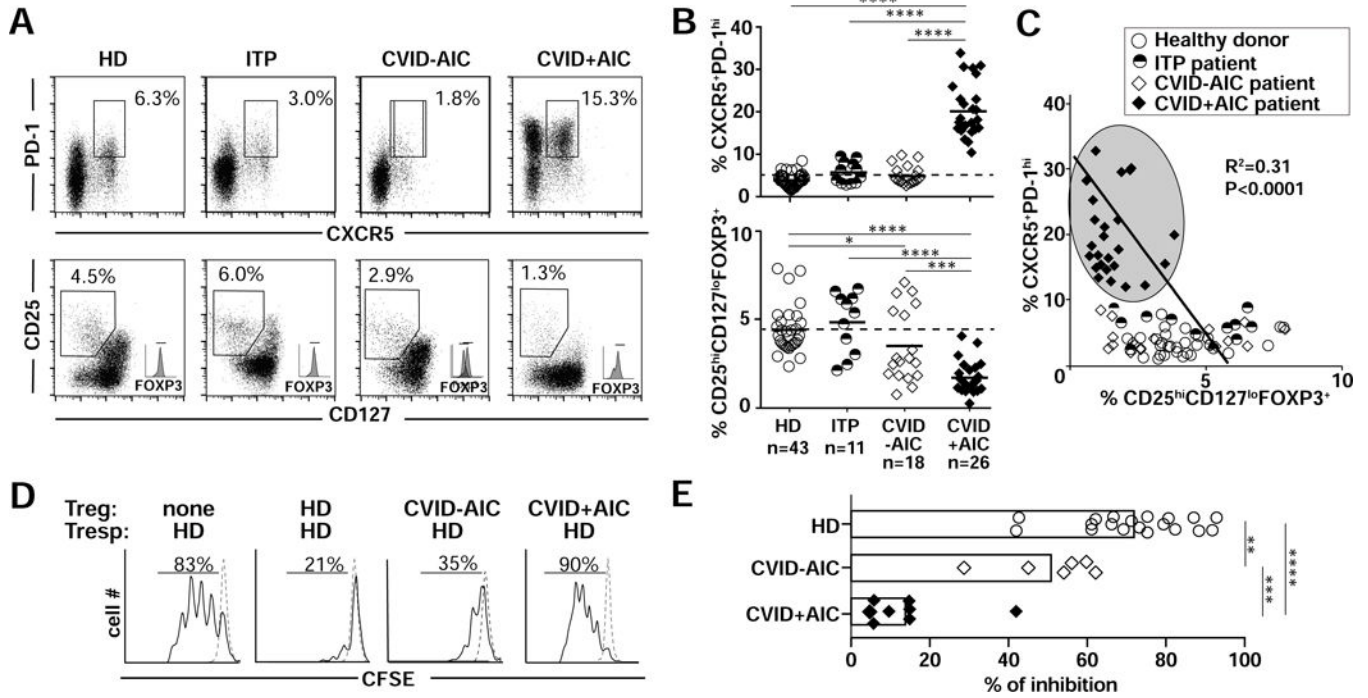 A
HD ITP CVID-AIC CVID+AIC
PD-1
6.3% 3.0% 1.8% 15.3%
CXCR5
CD25
4.5% 6.0% 2.9% 1.3%
FOXP3 FOXP3 FOXP3 FOXP3
CD127
B
**** 
****
****
% CXCR5⁺PD-1ʰⁱ
40
30
20
10
0
****
*
****
***
% CD25ʰⁱCD127ˡᵒFOXP3⁺
10
5
0
HD ITP CVID CVID
-AIC +AIC
n=43 n=11 n=18 n=26
C
Healthy donor
ITP patient
CVID-AIC patient
CVID+AIC patient
% CXCR5⁺PD-1ʰⁱ
40
30
20
10
0
R²=0.31
P<0.0001
0 5 10
% CD25ʰⁱCD127ˡᵒFOXP3⁺
D
Treg: none HD CVID-AIC CVID+AIC
Tresp: HD HD HD HD
cell #
83% 21% 35% 90%
CFSE
E
HD
CVID-AIC
CVID+AIC
**
***
****
0 20 40 60 80 100
% of inhibition